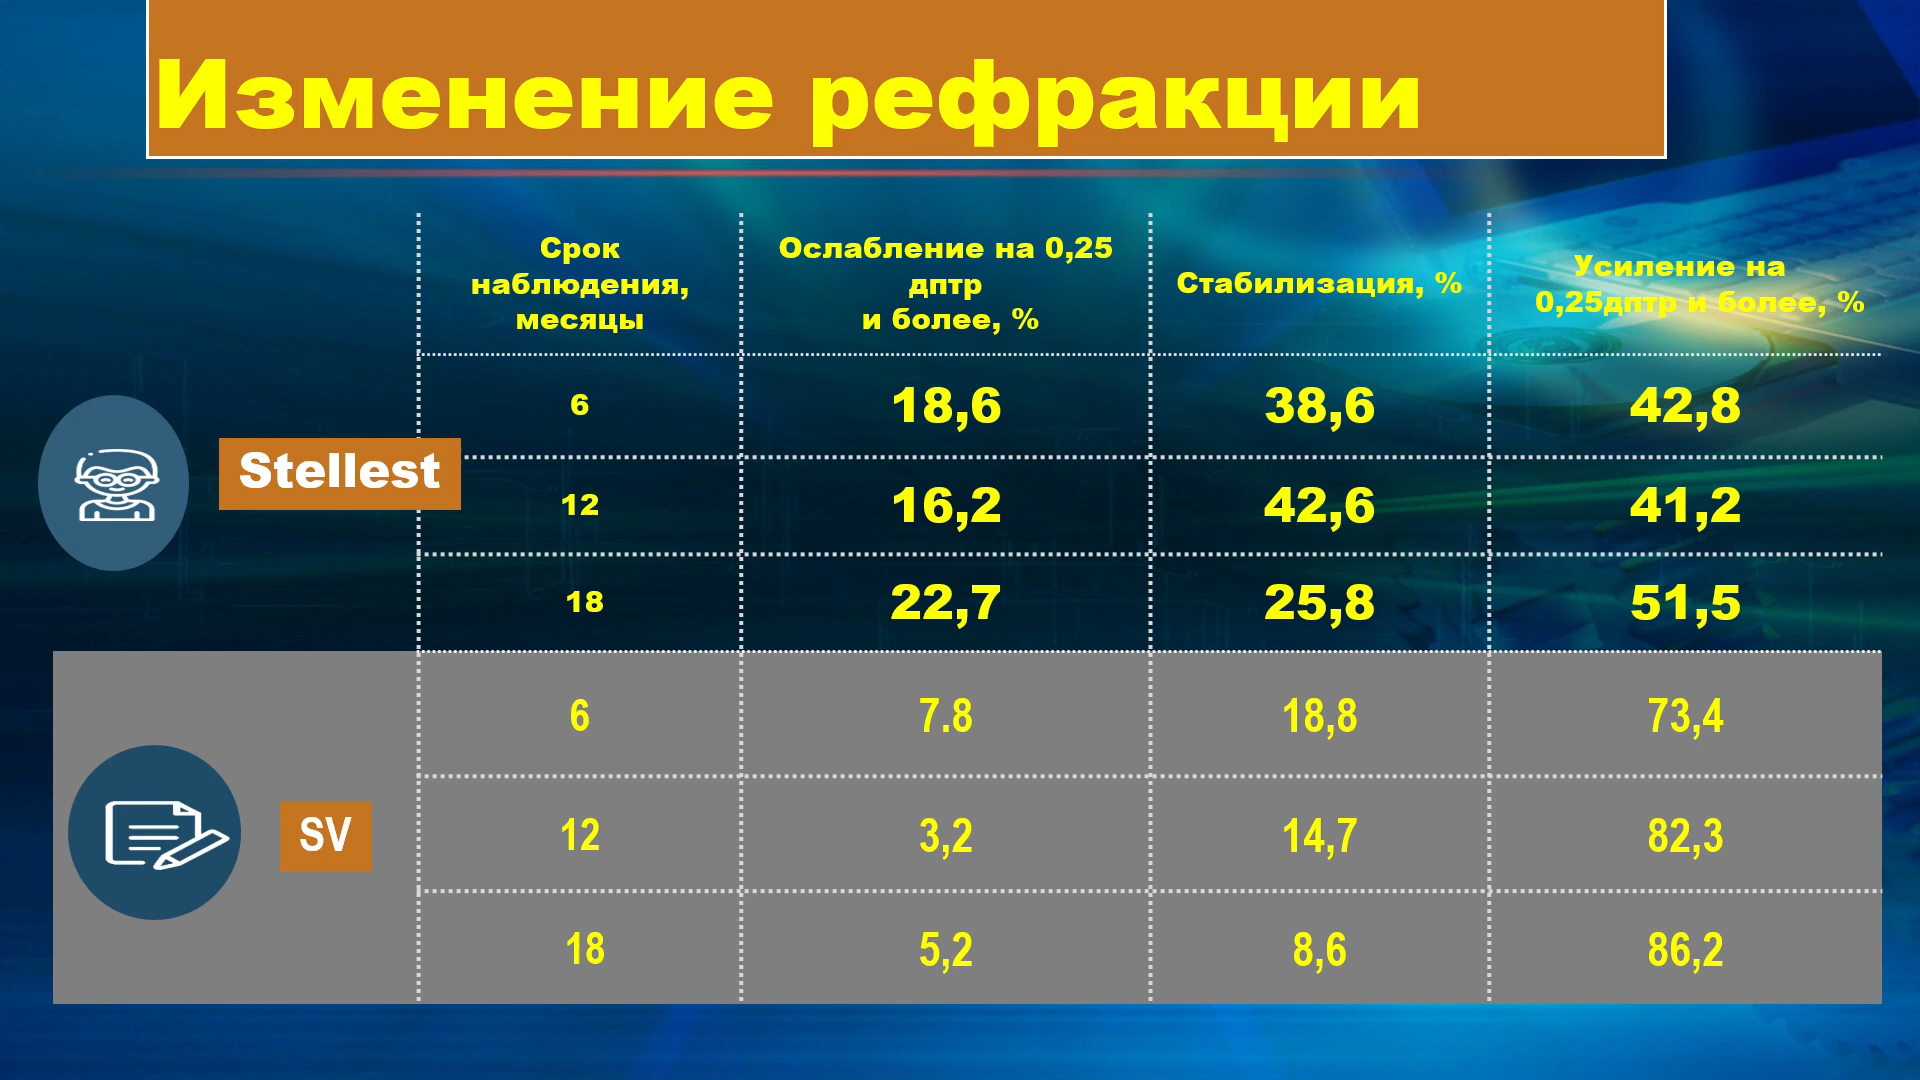 Изменение рефракции
Срок
наблюдения,
месяцы
Ослабление на 0,25
дптр
и более, %
Стабилизация, %
Усиление на
0,25дптр и более, %
Stellest
6
18,6
38,6
42,8
12
16,2
42,6
41,2
18
22,7
25,8
51,5
SV
6
7.8
18,8
73,4
12
3,2
14,7
82,3
18
5,2
8,6
86,2